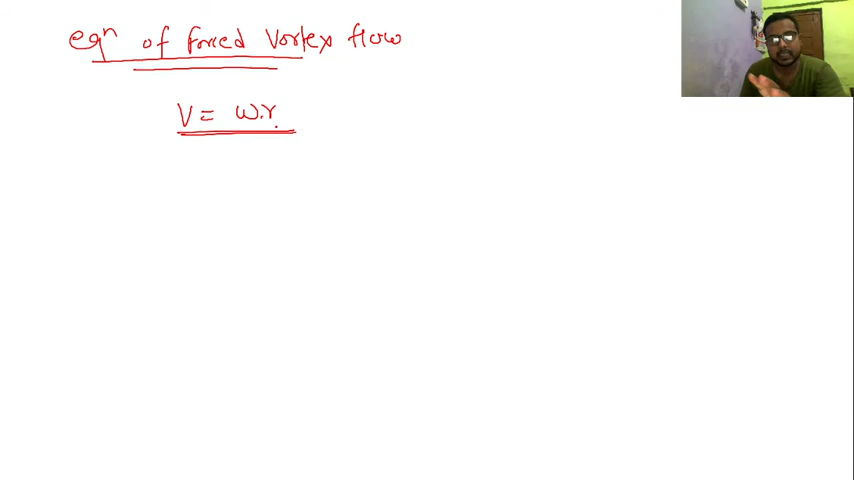 eqⁿ of forced Vortex flow
V = ω.r